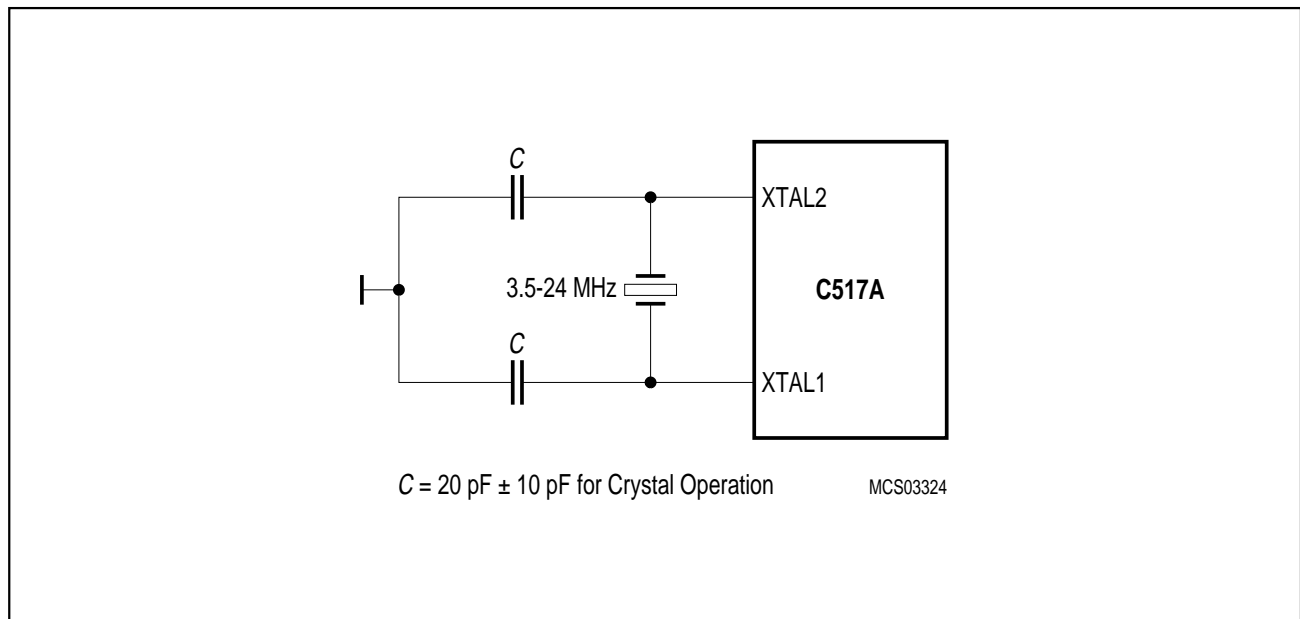 C
XTAL2
3.5-24 MHz
C517A
C
XTAL1
C = 20 pF ± 10 pF for Crystal Operation
MCS03324